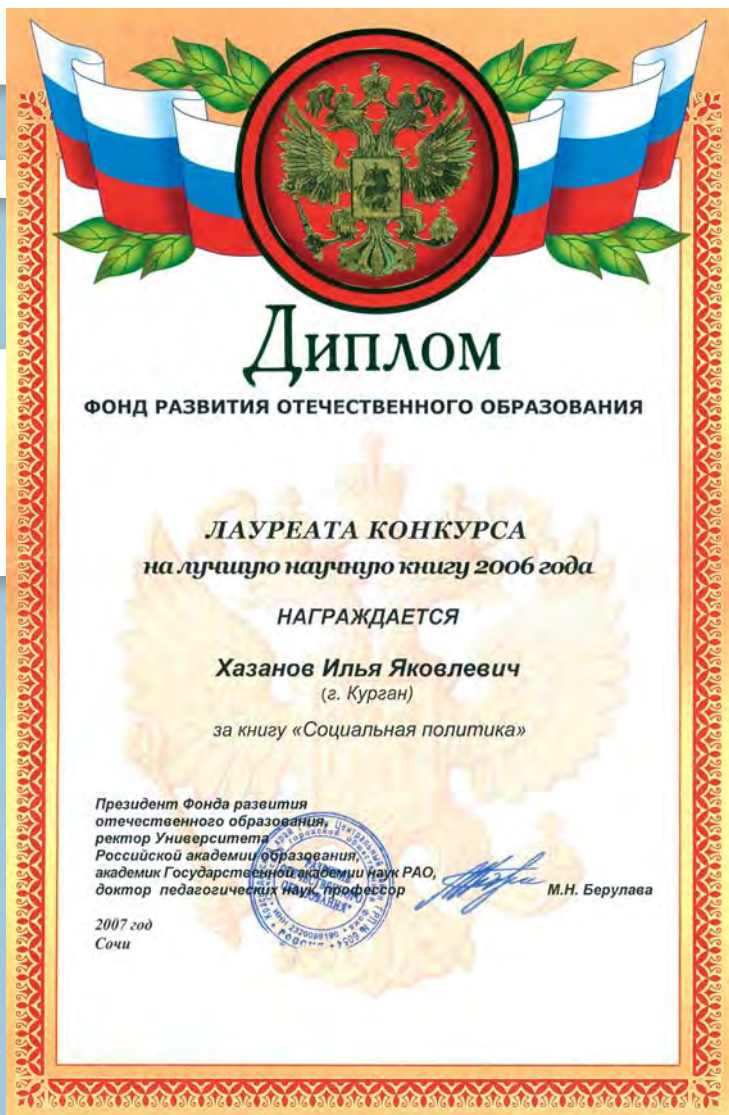 Диплом
ФОНД РАЗВИТИЯ ОТЕЧЕСТВЕННОГО ОБРАЗОВАНИЯ
ЛАУРЕАТА КОНКУРСА
на лучшую научную книгу 2006 года
НАГРАЖДАЕТСЯ
Хазанов Илья Яковлевич
(г. Курган)
за книгу «Социальная политика»
Президент Фонда развития
отечественного образования,
ректор Университета
Российской академии образования,
академик Государственной академии наук РАО,
доктор педагогических наук, профессор
М.Н. Берулава
2007 год
Сочи